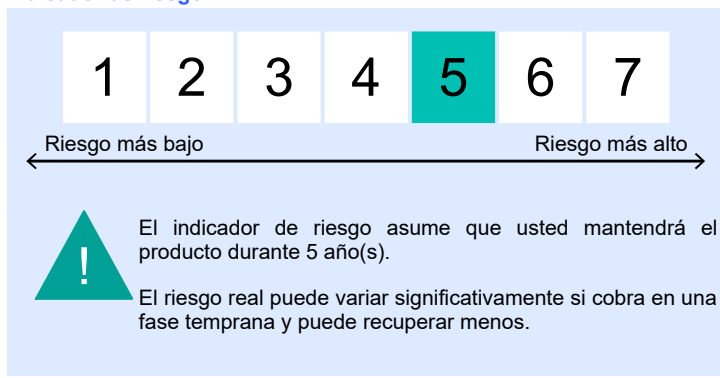 1 2 3 4 5 6 7
Riesgo más bajo Riesgo más alto
El indicador de riesgo asume que usted mantendrá el
producto durante 5 año(s).
!
El riesgo real puede variar significativamente si cobra en una
fase temprana y puede recuperar menos.